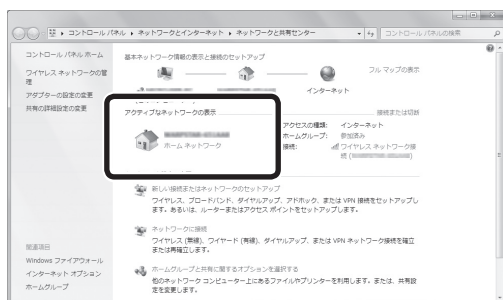 コントロール パネル ▸ ネットワークとインターネット ▸ ネットワークと共有センター
コントロール パネルの検索
コントロール パネル ホーム
ワイヤレス ネットワークの管理
アダプターの設定の変更
共有の詳細設定の変更
基本ネットワーク情報の表示と接続のセットアップ
フル マップの表示
インターネット
アクティブなネットワークの表示
接続または切断
ホーム ネットワーク
アクセスの種類: インターネット
ホームグループ: 参加済み
接続: ワイヤレス ネットワーク接
続
新しい接続またはネットワークのセットアップ
ワイヤレス、ブロードバンド、ダイヤルアップ、アドホック、または VPN 接続をセットアップし
ます。あるいは、ルーターまたはアクセス ポイントをセットアップします。
ネットワークに接続
ワイヤレス (無線)、ワイヤード (有線)、ダイヤルアップ、または VPN ネットワーク接続を確立
または再確立します。
ホームグループと共有に関するオプションを選択する
他のネットワーク コンピューター上にあるファイルやプリンターを利用します。または、共有設
定を変更します。
関連項目
Windows ファイアウォール
インターネット オプション
ホームグループ